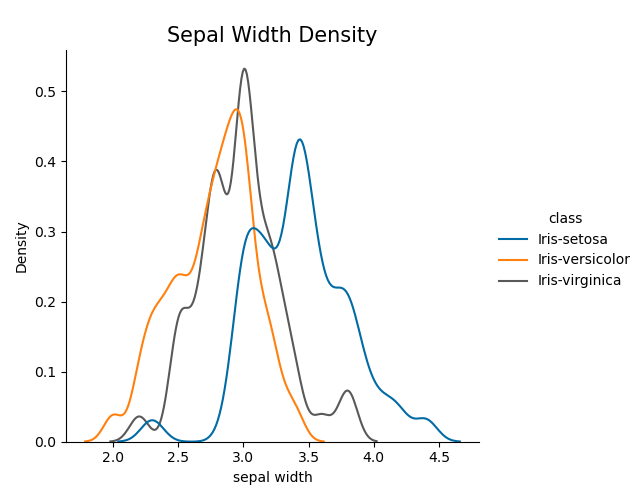 Sepal Width Density
0.5
0.4
0.3
0.2
0.1
0.0
Density
2.0 2.5 3.0 3.5 4.0 4.5
sepal width
class
Iris-setosa
Iris-versicolor
Iris-virginica